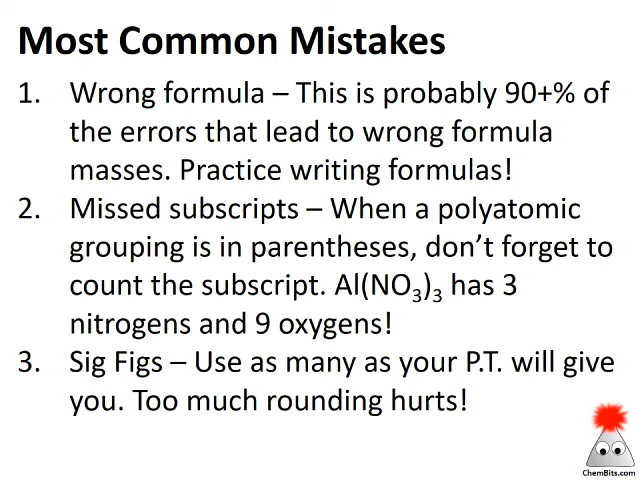 Most Common Mistakes
1. Wrong formula – This is probably 90+% of
the errors that lead to wrong formula
masses. Practice writing formulas!
2. Missed subscripts – When a polyatomic
grouping is in parentheses, don’t forget to
count the subscript. Al(NO₃)₃ has 3
nitrogens and 9 oxygens!
3. Sig Figs – Use as many as your P.T. will give
you. Too much rounding hurts!
ChemBits.com